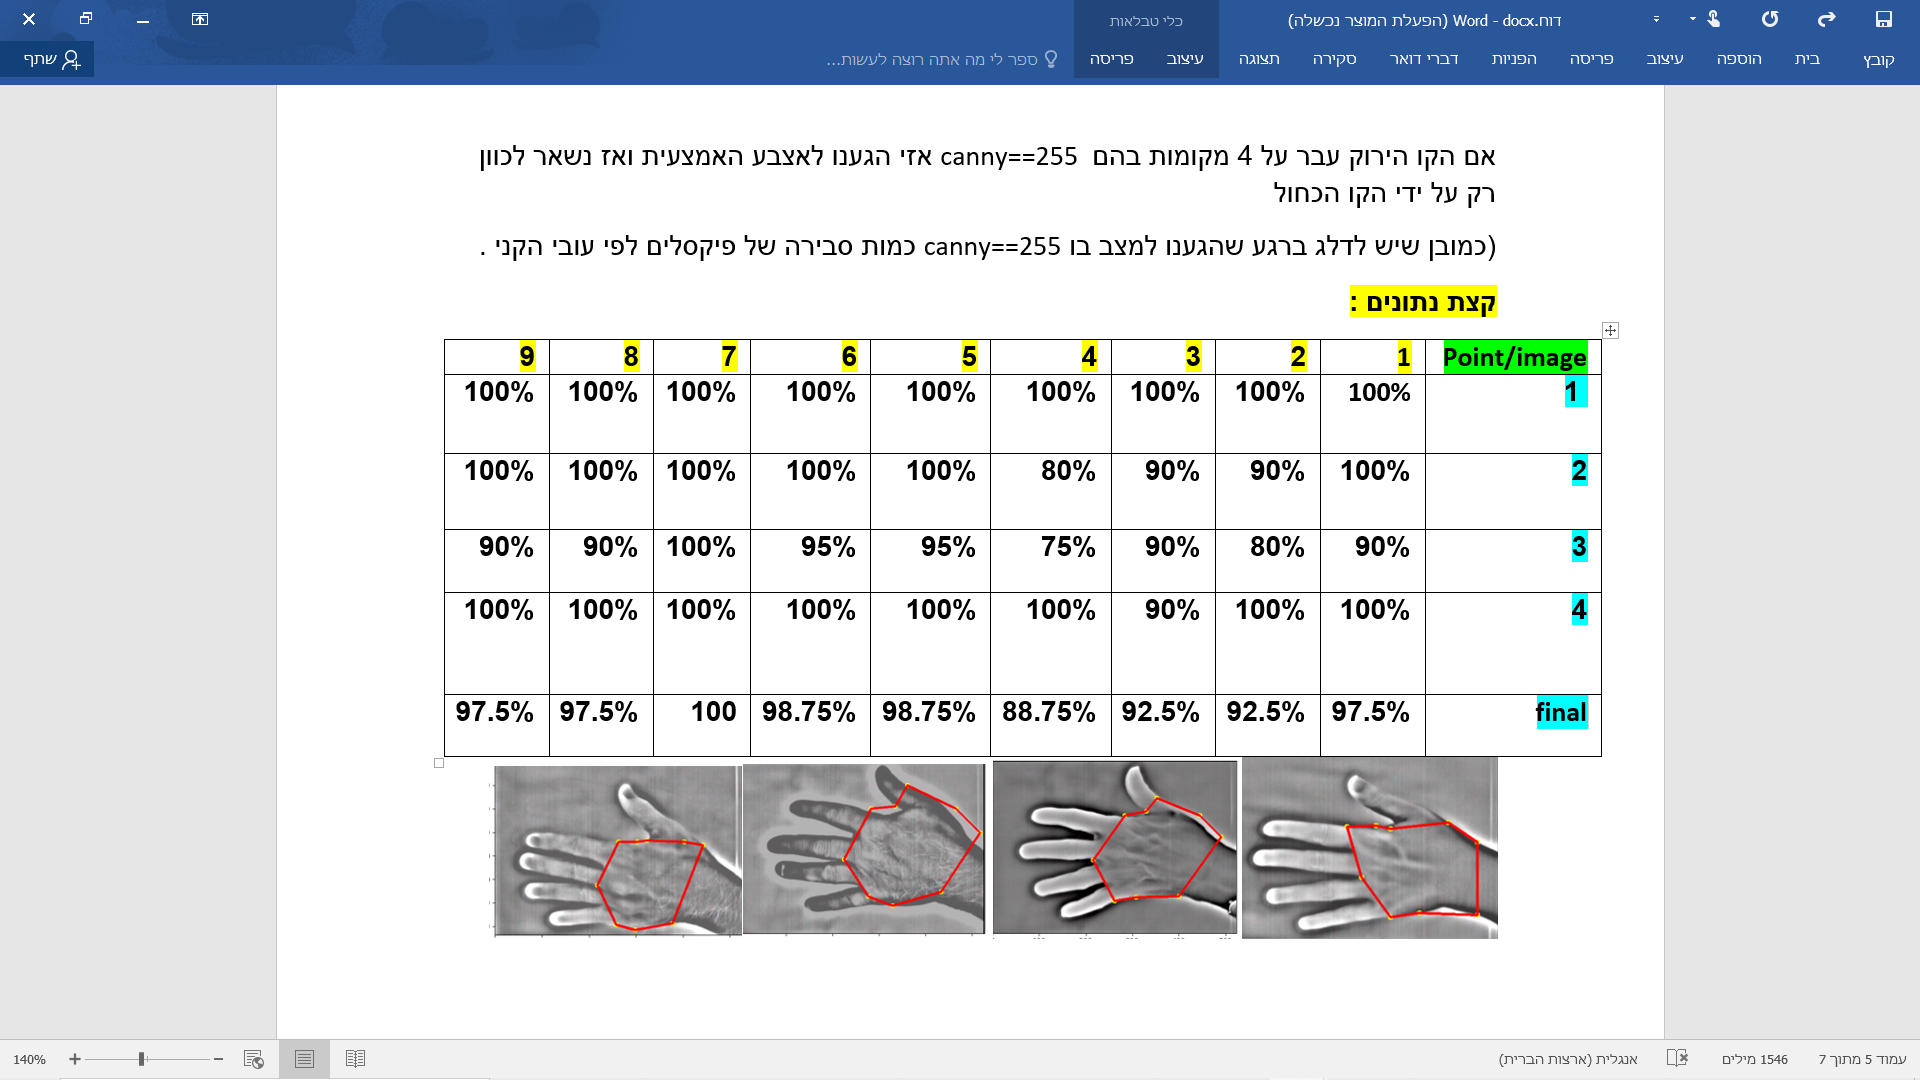 דוח.docx - Word (הפעלת המוצר נכשלה)
כלי טבלאות
קובץ בית הוספה עיצוב פריסה הפניות דברי דואר סקירה תצוגה עיצוב פריסה ספר לי מה אתה רוצה לעשות... שתף
אם הקו הירוק עבר על 4 מקומות בהם canny==255 אזי הגענו לאצבע האמצעית ואז נשאר לכוון
רק על ידי הקו הכחול
(כמובן שיש לדלג ברגע שהגענו למצב בו canny==255 כמות סבירה של פיקסלים לפי עובי הקני .
קצת נתונים :
Point/image 1 2 3 4 5 6 7 8 9
1 100% 100% 100% 100% 100% 100% 100% 100% 100%
2 100% 90% 90% 80% 100% 100% 100% 100% 100%
3 90% 80% 90% 75% 95% 95% 100% 90% 90%
4 100% 100% 90% 100% 100% 100% 100% 100% 100%
final 97.5% 92.5% 92.5% 88.75% 98.75% 98.75% 100 97.5% 97.5%
עמוד 5 מתוך 7 1546 מילים אנגלית (ארצות הברית) 140%